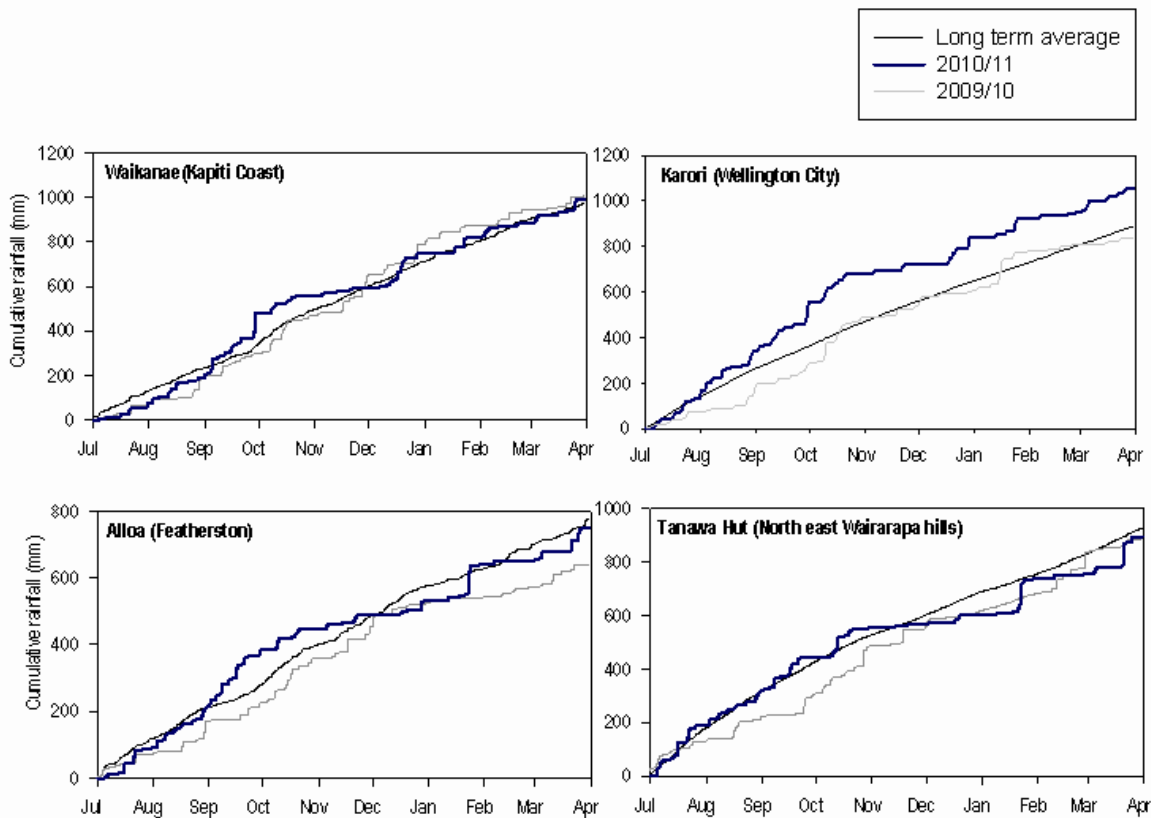 Long term average
2010/11
2009/10
Waikanae (Kapiti Coast)
Cumulative rainfall (mm)
1200
1000
800
600
400
200
0
Jul Aug Sep Oct Nov Dec Jan Feb Mar Apr
Karori (Wellington City)
1200
1000
800
600
400
200
0
Jul Aug Sep Oct Nov Dec Jan Feb Mar Apr
Alloa (Featherston)
Cumulative rainfall (mm)
800
600
400
200
0
Jul Aug Sep Oct Nov Dec Jan Feb Mar Apr
Tanawa Hut (North east Wairarapa hills)
1000
800
600
400
200
0
Jul Aug Sep Oct Nov Dec Jan Feb Mar Apr